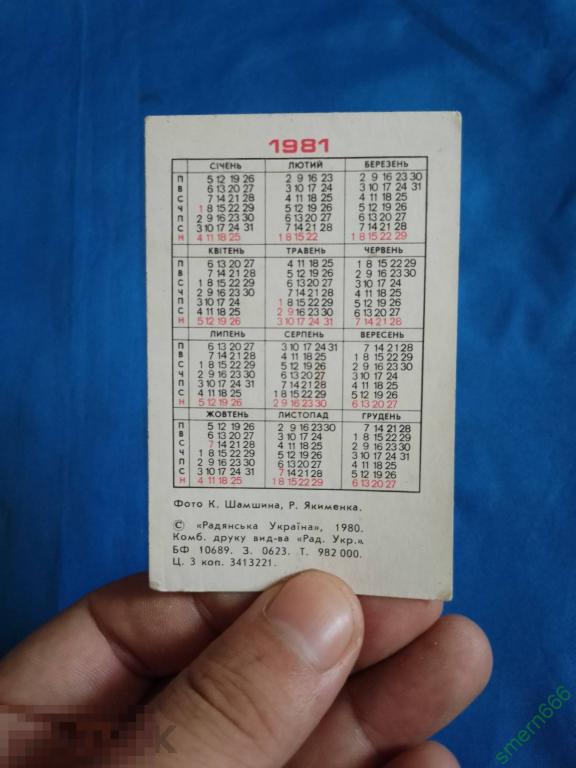 1981
СІЧЕНЬ ЛЮТИЙ БЕРЕЗЕНЬ
П 5 12 19 26 2 9 16 23 2 9 16 23 30
В 6 13 20 27 3 10 17 24 3 10 17 24 31
С 7 14 21 28 4 11 18 25 4 11 18 25
Ч 1 8 15 22 29 5 12 19 26 5 12 19 26
П 2 9 16 23 30 6 13 20 27 6 13 20 27
С 3 10 17 24 31 7 14 21 28 7 14 21 28
Н 4 11 18 25 1 8 15 22 1 8 15 22 29
КВІТЕНЬ ТРАВЕНЬ ЧЕРВЕНЬ
П 6 13 20 27 4 11 18 25 1 8 15 22 29
В 7 14 21 28 5 12 19 26 2 9 16 23 30
С 1 8 15 22 29 6 13 20 27 3 10 17 24
Ч 2 9 16 23 30 7 14 21 28 4 11 18 25
П 3 10 17 24 1 8 15 22 29 5 12 19 26
С 4 11 18 25 2 9 16 23 30 6 13 20 27
Н 5 12 19 26 3 10 17 24 31 7 14 21 28
ЛИПЕНЬ СЕРПЕНЬ ВЕРЕСЕНЬ
П 6 13 20 27 3 10 17 24 31 7 14 21 28
В 7 14 21 28 4 11 18 25 1 8 15 22 29
С 1 8 15 22 29 5 12 19 26 2 9 16 23 30
Ч 2 9 16 23 30 6 13 20 27 3 10 17 24
П 3 10 17 24 31 7 14 21 28 4 11 18 25
С 4 11 18 25 1 8 15 22 29 5 12 19 26
Н 5 12 19 26 2 9 16 23 30 6 13 20 27
ЖОВТЕНЬ ЛИСТОПАД ГРУДЕНЬ
П 5 12 19 26 2 9 16 23 30 7 14 21 28
В 6 13 20 27 3 10 17 24 1 8 15 22 29
С 7 14 21 28 4 11 18 25 2 9 16 23 30
Ч 1 8 15 22 29 5 12 19 26 3 10 17 24 31
П 2 9 16 23 30 6 13 20 27 4 11 18 25
С 3 10 17 24 31 7 14 21 28 5 12 19 26
Н 4 11 18 25 1 8 15 22 29 6 13 20 27
Фото К. Шамшина, Р. Якименка.
© «Радянська Україна», 1980.
Комб. друку вид-ва «Рад. Укр.».
БФ 10689. З. 0623. Т. 982 000.
Ц. 3 коп. 3413221.
smern666